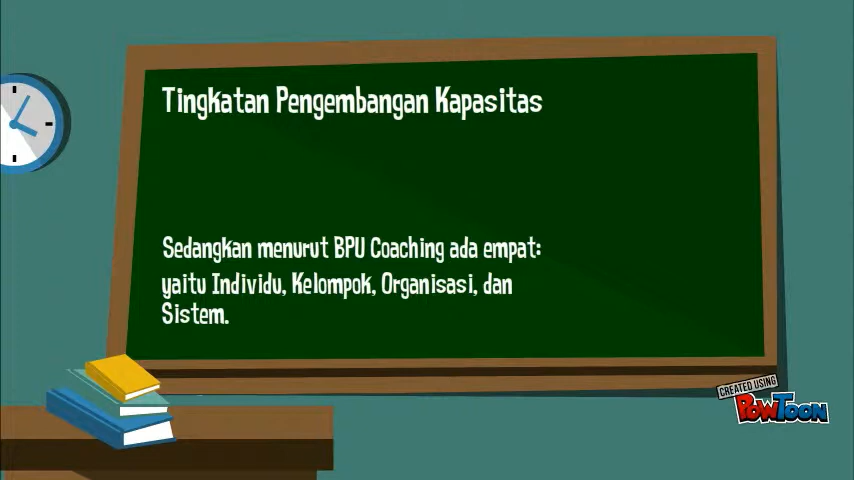 Tingkatan Pengembangan Kapasitas
Sedangkan menurut BPU Coaching ada empat:
yaitu Individu, Kelompok, Organisasi, dan
Sistem.
CREATED USING
POWTOON